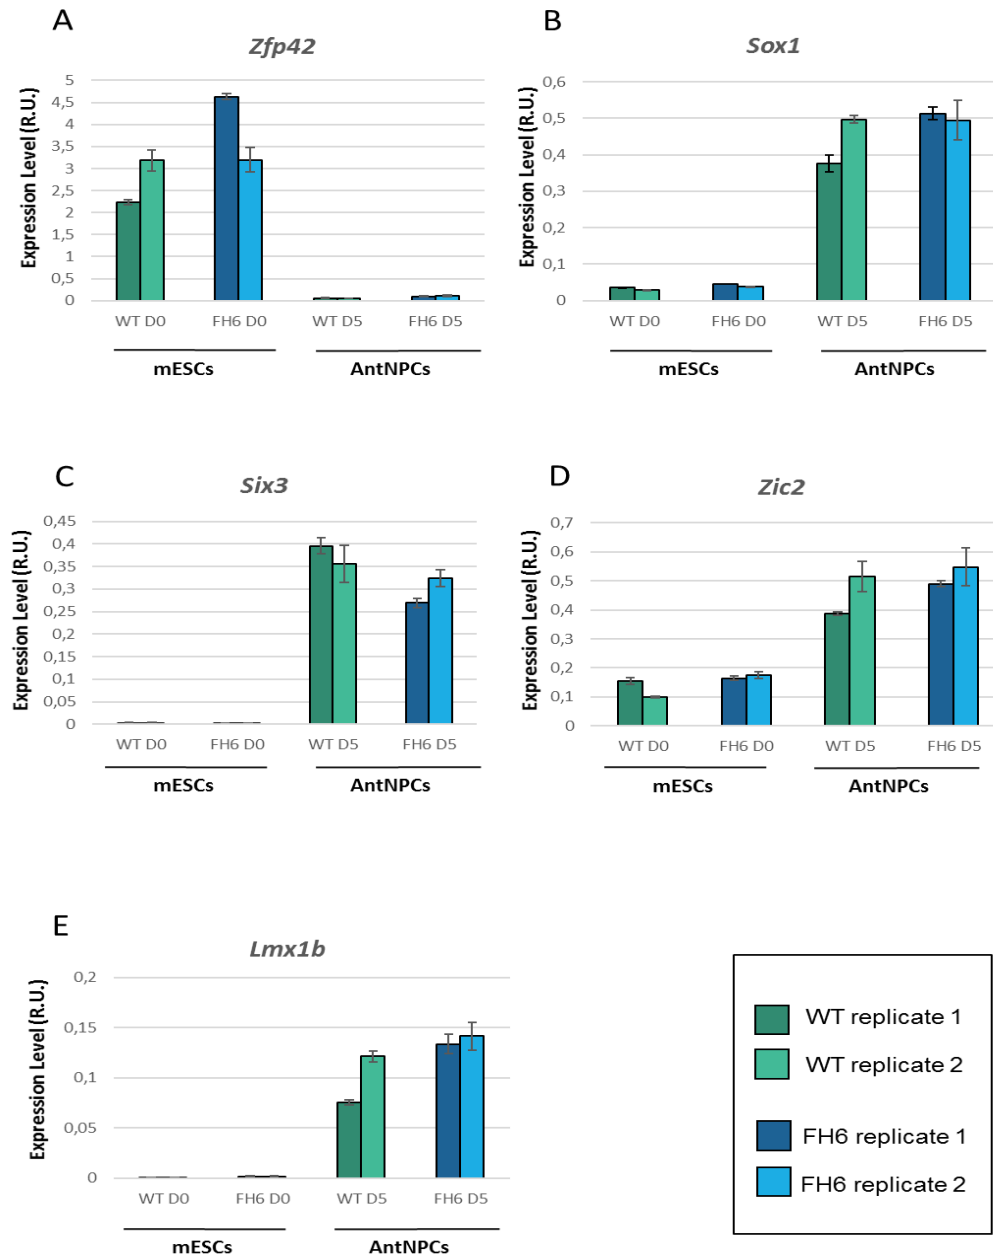 A
Zfp42
Expression Level (R.U.)
5
4,5
4
3,5
3
2,5
2
1,5
1
0,5
0
WT D0 FH6 D0 WT D5 FH6 D5
mESCs AntNPCs
B
Sox1
Expression Level (R.U.)
0,6
0,5
0,4
0,3
0,2
0,1
0
WT D0 FH6 D0 WT D5 FH6 D5
mESCs AntNPCs
C
Six3
Expression Level (R.U.)
0,45
0,4
0,35
0,3
0,25
0,2
0,15
0,1
0,05
0
WT D0 FH6 D0 WT D5 FH6 D5
mESCs AntNPCs
D
Zic2
Expression Level (R.U.)
0,7
0,6
0,5
0,4
0,3
0,2
0,1
0
WT D0 FH6 D0 WT D5 FH6 D5
mESCs AntNPCs
E
Lmx1b
Expression Level (R.U.)
0,2
0,15
0,1
0,05
0
WT D0 FH6 D0 WT D5 FH6 D5
mESCs AntNPCs
WT replicate 1
WT replicate 2
FH6 replicate 1
FH6 replicate 2